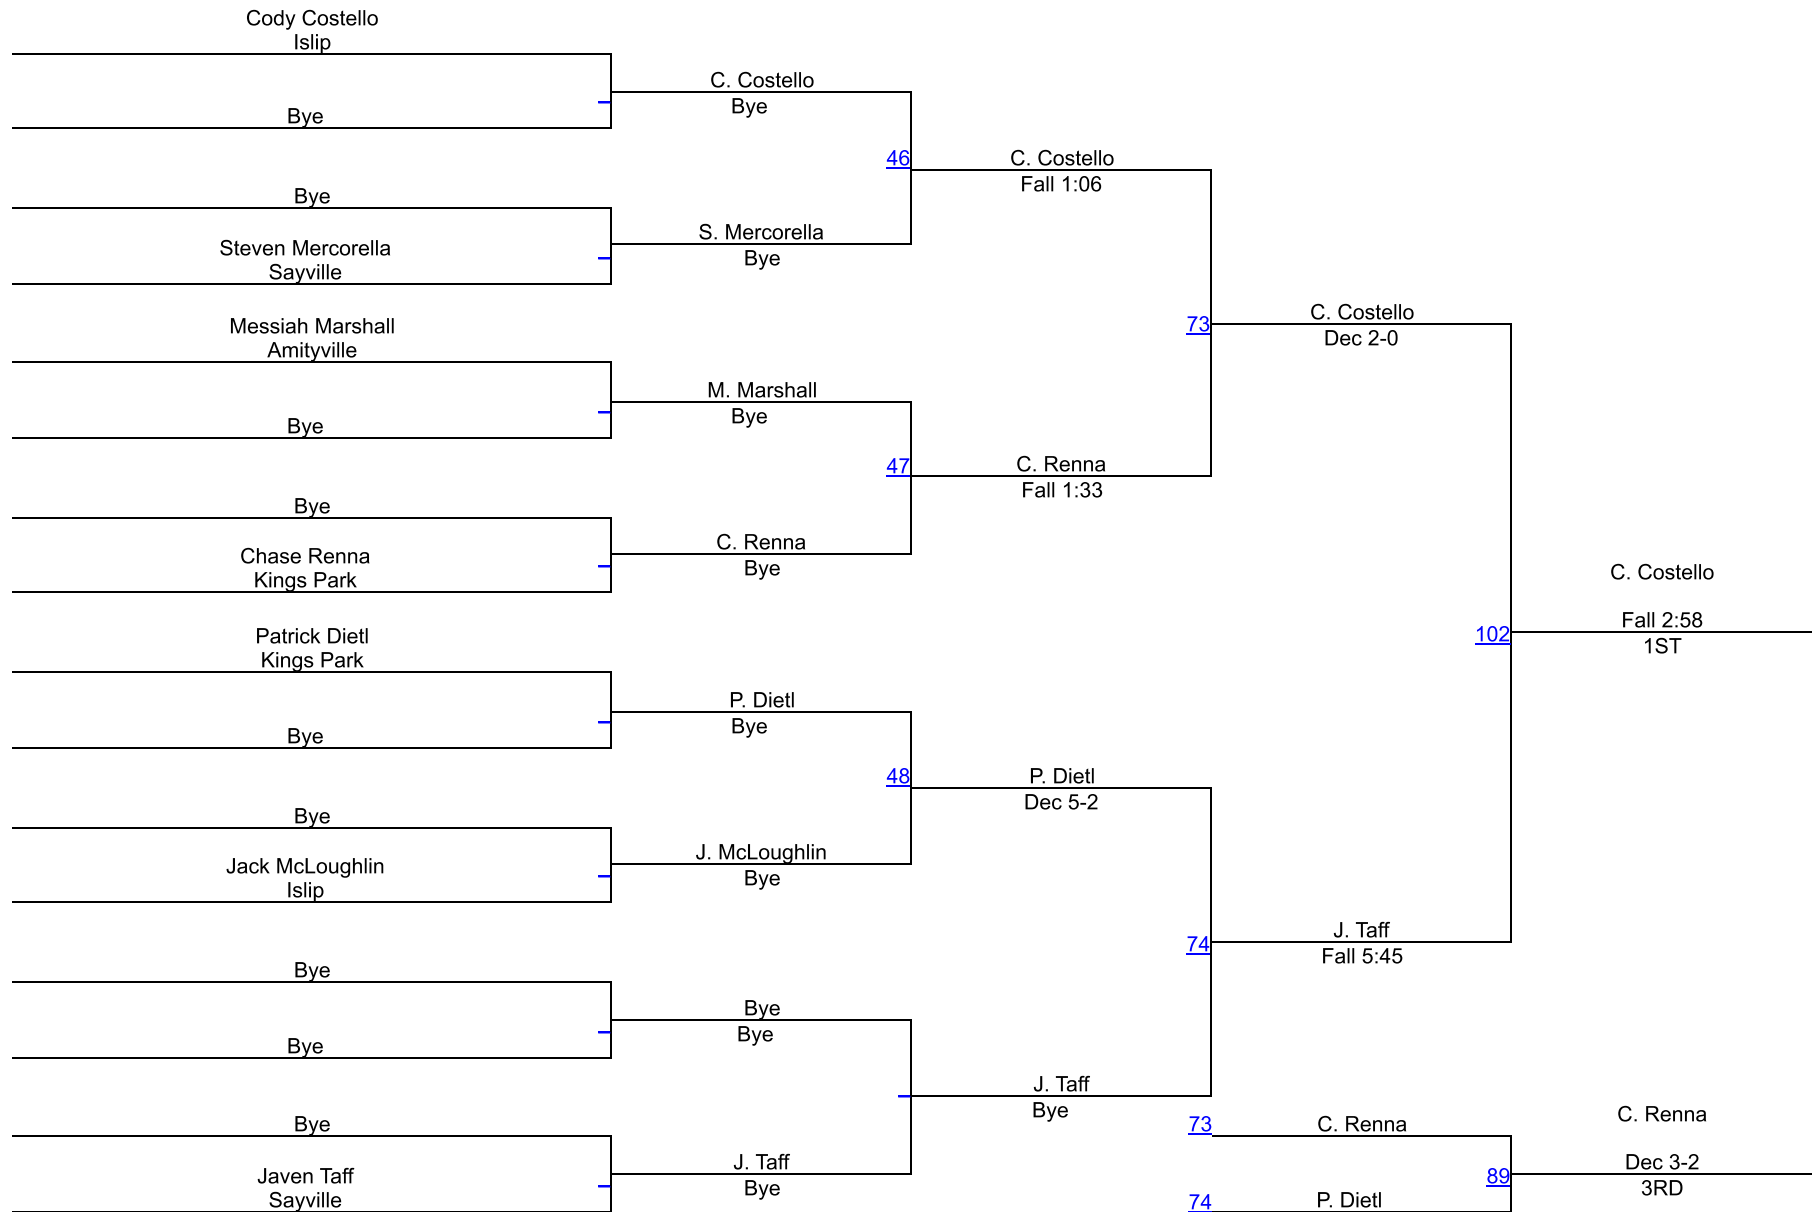 Cody Costello
Islip
Bye
Bye
Steven Mercorella
Sayville
Messiah Marshall
Amityville
Bye
Bye
Chase Renna
Kings Park
Patrick Dietl
Kings Park
Bye
Bye
Jack McLoughlin
Islip
Bye
Bye
Bye
Javen Taff
Sayville
C. Costello
Bye
S. Mercorella
Bye
M. Marshall
Bye
C. Renna
Bye
P. Dietl
Bye
J. McLoughlin
Bye
Bye
Bye
J. Taff
Bye
46
C. Costello
Fall 1:06
47
C. Renna
Fall 1:33
48
P. Dietl
Dec 5-2
J. Taff
Bye
73
C. Costello
Dec 2-0
74
J. Taff
Fall 5:45
102
C. Costello
Fall 2:58
1ST
73
C. Renna
74
P. Dietl
89
C. Renna
Dec 3-2
3RD